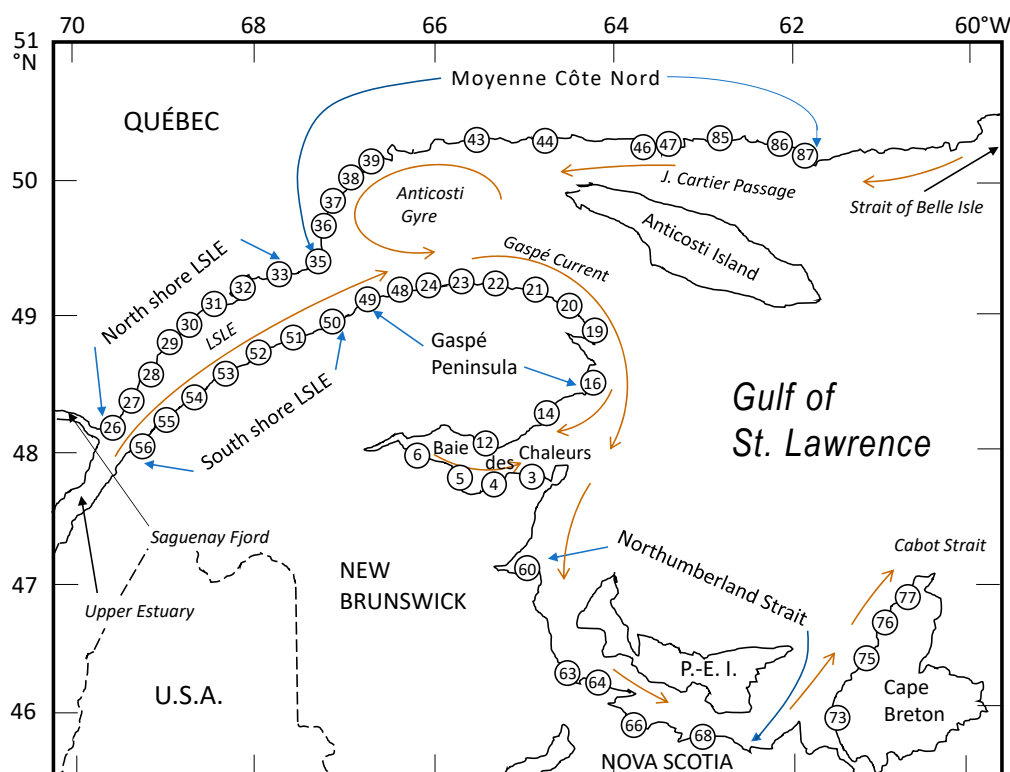 70
68
66
64
62
60°W
51
°N
50
49
48
47
46
Moyenne Côte Nord
QUÉBEC
43
44
46
47
85
86
87
39
38
37
36
35
33
32
31
30
29
28
27
26
Anticosti
Gyre
J. Cartier Passage
Strait of Belle Isle
Anticosti Island
Gaspé Current
North shore LSLE
LSLE
56
55
54
53
52
51
50
49
48
24
23
22
21
20
19
16
14
12
Gaspé
Peninsula
South shore LSLE
Gulf of
St. Lawrence
Baie
des
Chaleurs
6
5
4
3
Saguenay Fjord
Upper Estuary
NEW
BRUNSWICK
U.S.A.
60
63
64
66
68
Northumberland Strait
P.-E. I.
Cabot Strait
77
76
75
73
Cape
Breton
NOVA SCOTIA